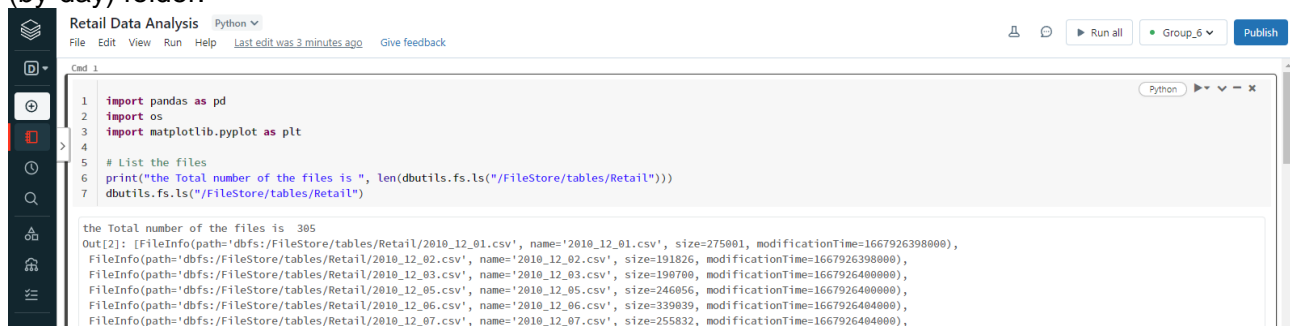 (by-day) folder.
Retail Data Analysis Python
File Edit View Run Help Last edit was 3 minutes ago Give feedback
Run all
Group_6
Publish
D
Cmd 1
Python
1 import pandas as pd
2 import os
3 import matplotlib.pyplot as plt
4
5 # List the files
6 print("the Total number of the files is ", len(dbutils.fs.ls("/FileStore/tables/Retail")))
7 dbutils.fs.ls("/FileStore/tables/Retail")
the Total number of the files is  305
Out[2]: [FileInfo(path='dbfs:/FileStore/tables/Retail/2010_12_01.csv', name='2010_12_01.csv', size=275001, modificationTime=1667926398000),
FileInfo(path='dbfs:/FileStore/tables/Retail/2010_12_02.csv', name='2010_12_02.csv', size=191826, modificationTime=1667926398000),
FileInfo(path='dbfs:/FileStore/tables/Retail/2010_12_03.csv', name='2010_12_03.csv', size=190700, modificationTime=1667926400000),
FileInfo(path='dbfs:/FileStore/tables/Retail/2010_12_05.csv', name='2010_12_05.csv', size=246056, modificationTime=1667926400000),
FileInfo(path='dbfs:/FileStore/tables/Retail/2010_12_06.csv', name='2010_12_06.csv', size=339039, modificationTime=1667926404000),
FileInfo(path='dbfs:/FileStore/tables/Retail/2010_12_07.csv', name='2010_12_07.csv', size=255832, modificationTime=1667926404000),